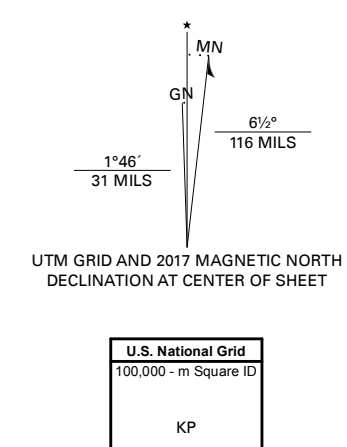 ★
MN
GN
6½°
116 MILS
1°46´
31 MILS
UTM GRID AND 2017 MAGNETIC NORTH
DECLINATION AT CENTER OF SHEET
U.S. National Grid
100,000 - m Square ID
KP